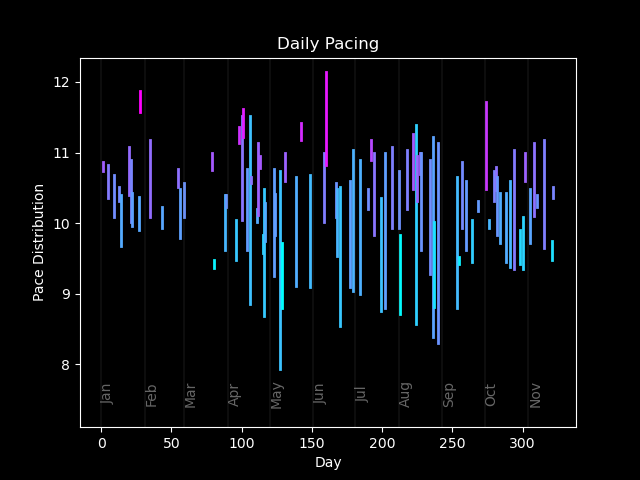 Daily Pacing
Pace Distribution
12
11
10
9
8
Jan
Feb
Mar
Apr
May
Jun
Jul
Aug
Sep
Oct
Nov
0
50
100
150
200
250
300
Day